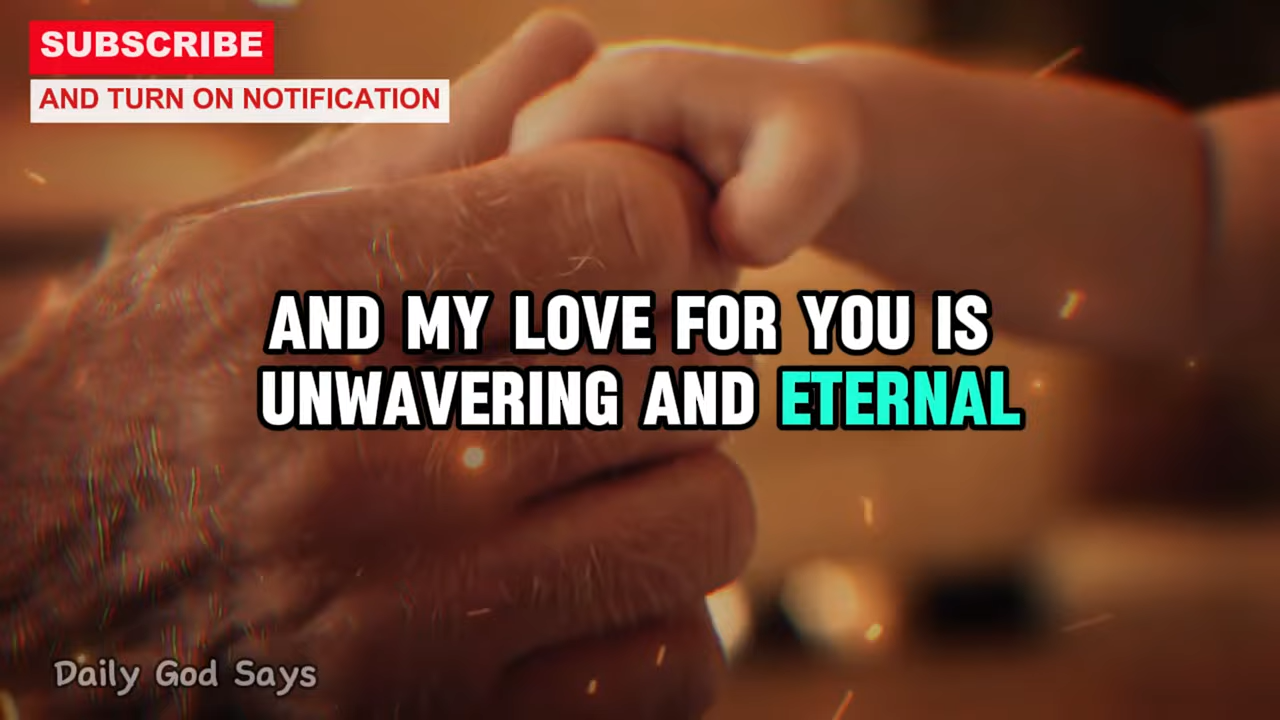 SUBSCRIBE
AND TURN ON NOTIFICATION
AND MY LOVE FOR YOU IS
UNWAVERING AND ETERNAL
Daily God Says